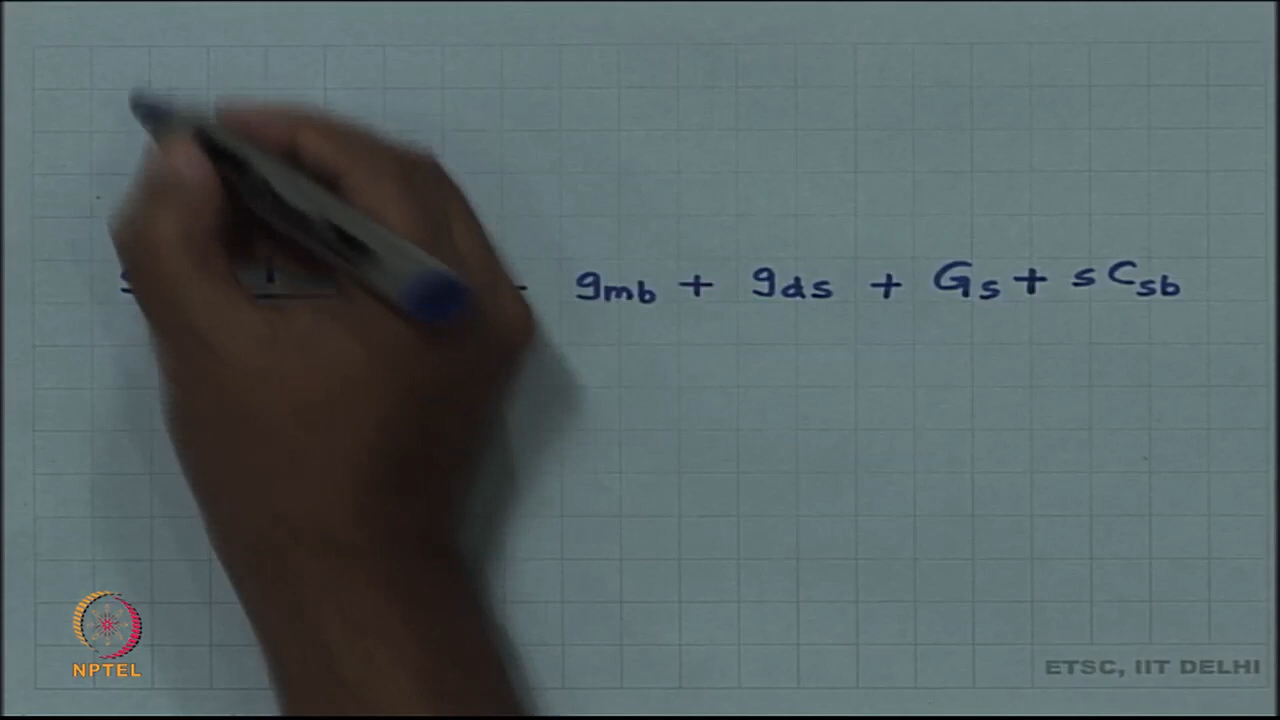 gmb + gds + Gs + sCsb
NPTEL
ETSC, IIT DELHI